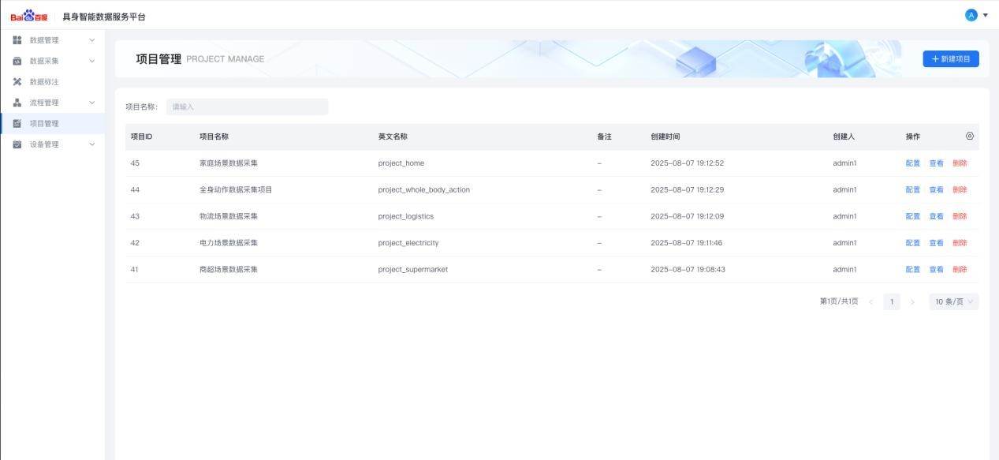 Bai du 百度 具身智能数据服务平台 A
数据管理
数据采集
数据标注
流程管理
项目管理
设备管理
项目管理 PROJECT MANAGE
+ 新建项目
项目名称: 请输入
项目ID 项目名称 英文名称 备注 创建时间 创建人 操作
45 家庭场景数据采集 project_home – 2025-08-07 19:12:52 admin1 配置 查看 删除
44 全身动作数据采集项目 project_whole_body_action – 2025-08-07 19:12:29 admin1 配置 查看 删除
43 物流场景数据采集 project_logistics – 2025-08-07 19:12:09 admin1 配置 查看 删除
42 电力场景数据采集 project_electricity – 2025-08-07 19:11:46 admin1 配置 查看 删除
41 商超场景数据采集 project_supermarket – 2025-08-07 19:08:43 admin1 配置 查看 删除
第1页/共1页 < 1 > 10 条/页